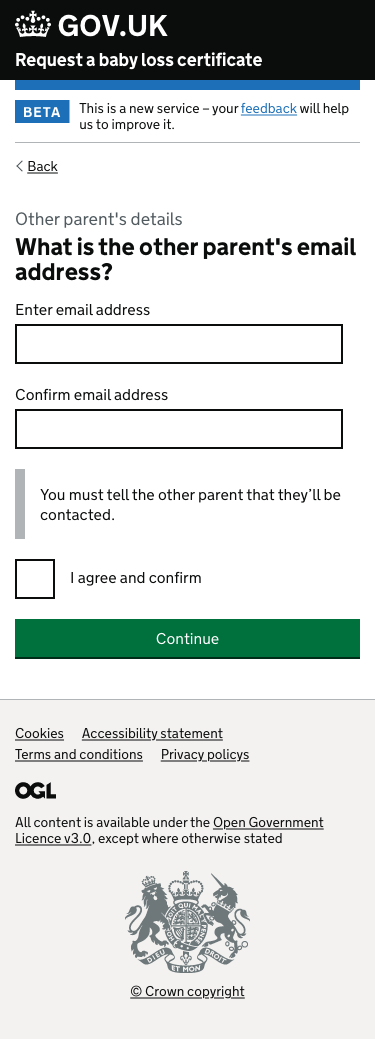 GOV.UK
Request a baby loss certificate
BETA
This is a new service – your feedback will help
us to improve it.
Back
Other parent's details
What is the other parent's email
address?
Enter email address
Confirm email address
You must tell the other parent that they’ll be
contacted.
I agree and confirm
Continue
Cookies Accessibility statement
Terms and conditions Privacy policys
OGL
All content is available under the Open Government
Licence v3.0, except where otherwise stated
DIEU ET MON DROIT
© Crown copyright